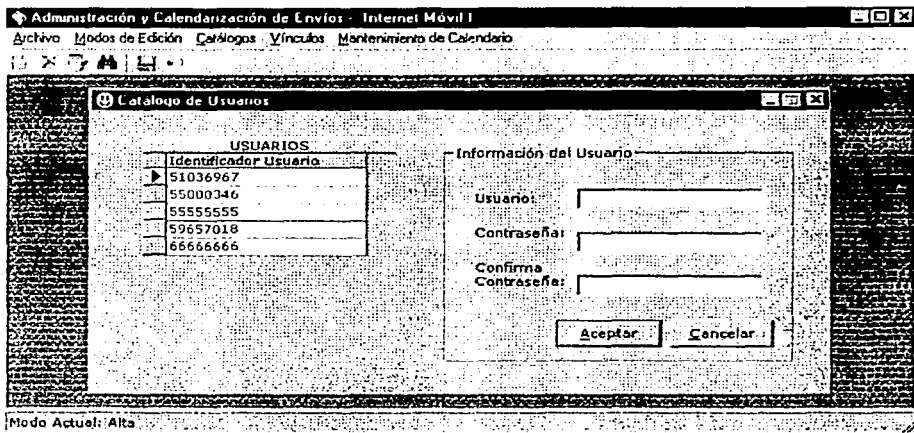 Administración y Calendarización de Envíos - Internet Móvil I
Archivo Modos de Edición Catálogos Vínculos Mantenimiento de Calendario
Catálogo de Usuarios
USUARIOS
Identificador Usuario
51036967
55000346
55555555
59657018
66666666
Información del Usuario
Usuario:
Contraseña:
Confirma
Contraseña:
Aceptar
Cancelar
Modo Actual: Alta